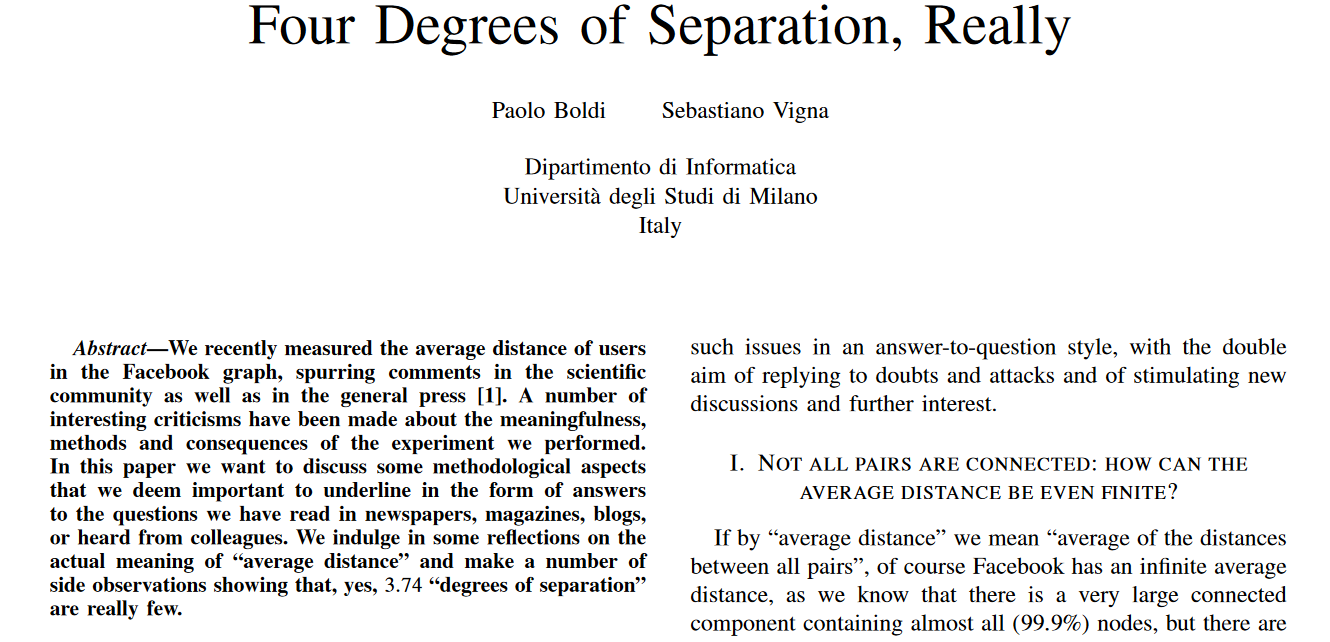 Four Degrees of Separation, Really
Paolo Boldi Sebastiano Vigna
Dipartimento di Informatica
Università degli Studi di Milano
Italy
Abstract—We recently measured the average distance of users
in the Facebook graph, spurring comments in the scientific
community as well as in the general press [1]. A number of
interesting criticisms have been made about the meaningfulness,
methods and consequences of the experiment we performed.
In this paper we want to discuss some methodological aspects
that we deem important to underline in the form of answers
to the questions we have read in newspapers, magazines, blogs,
or heard from colleagues. We indulge in some reflections on the
actual meaning of “average distance” and make a number of
side observations showing that, yes, 3.74 “degrees of separation”
are really few.
such issues in an answer-to-question style, with the double
aim of replying to doubts and attacks and of stimulating new
discussions and further interest.
I. NOT ALL PAIRS ARE CONNECTED: HOW CAN THE
AVERAGE DISTANCE BE EVEN FINITE?
If by “average distance” we mean “average of the distances
between all pairs”, of course Facebook has an infinite average
distance, as we know that there is a very large connected
component containing almost all (99.9%) nodes, but there are